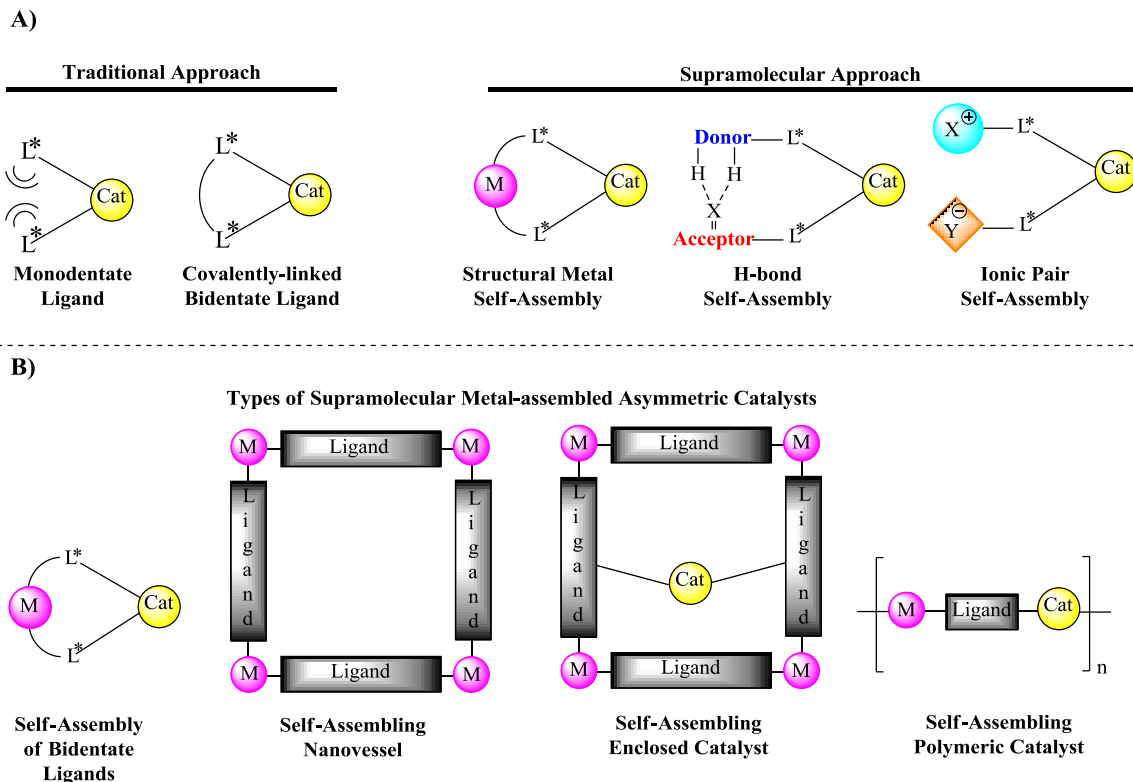 A)
Traditional Approach
Supramolecular Approach
L*
L*
Cat
Monodentate
Ligand
L*
L*
Cat
Covalently-linked
Bidentate Ligand
L*
M
L*
Cat
Structural Metal
Self-Assembly
Donor
L*
H
H
X
Acceptor
L*
Cat
H-bond
Self-Assembly
X +
L*
Y −
L*
Cat
Ionic Pair
Self-Assembly
B)
Types of Supramolecular Metal-assembled Asymmetric Catalysts
L*
M
L*
Cat
Self-Assembly
of Bidentate
Ligands
M
Ligand
M
Ligand
Ligand
M
Ligand
M
Self-Assembling
Nanovessel
M
Ligand
M
Ligand
Cat
Ligand
M
Ligand
M
Self-Assembling
Enclosed Catalyst
M
Ligand
Cat
n
Self-Assembling
Polymeric Catalyst